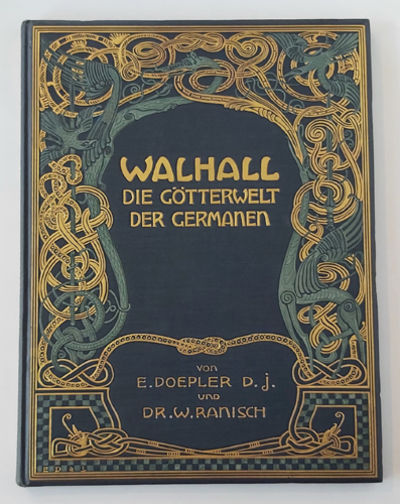 WALHALL
DIE GÖTTERWELT
DER GERMANEN
VON
E. DOEPLER D. j.
UND
DR. W. RANISCH